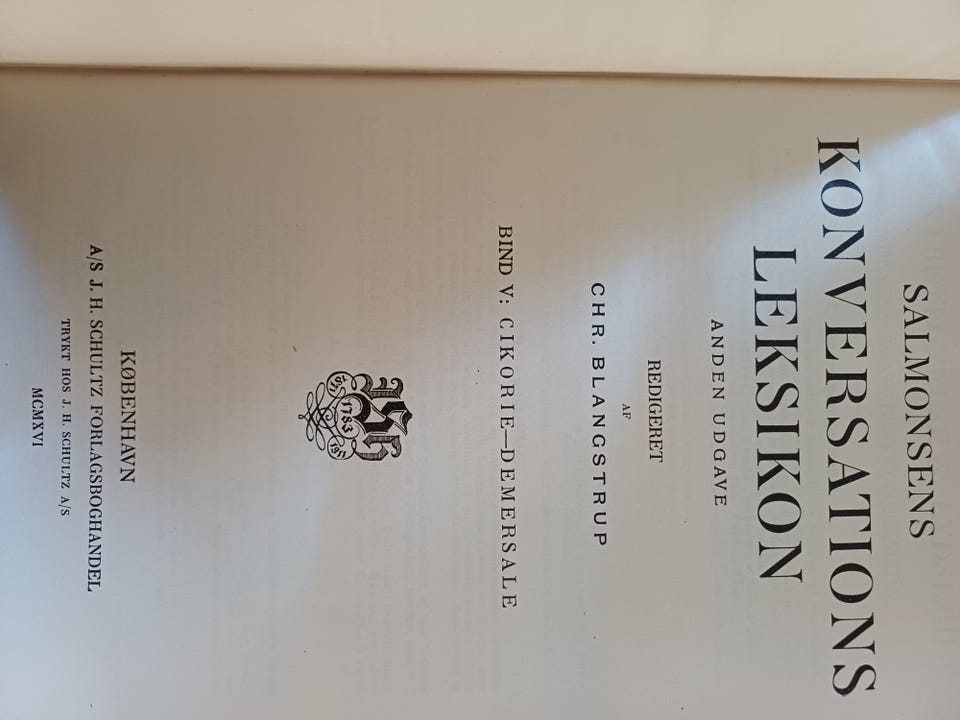 SALMONSENS
KONVERSATIONS
LEKSIKON
ANDEN UDGAVE
REDIGERET
AF
CHR. BLANGSTRUP
BIND V: CIKORIE—DEMERSALE
1783
KØBENHAVN
A/S J. H. SCHULTZ FORLAGSBOGHANDEL
TRYKT HOS J. H. SCHULTZ A/S
MCMXVI